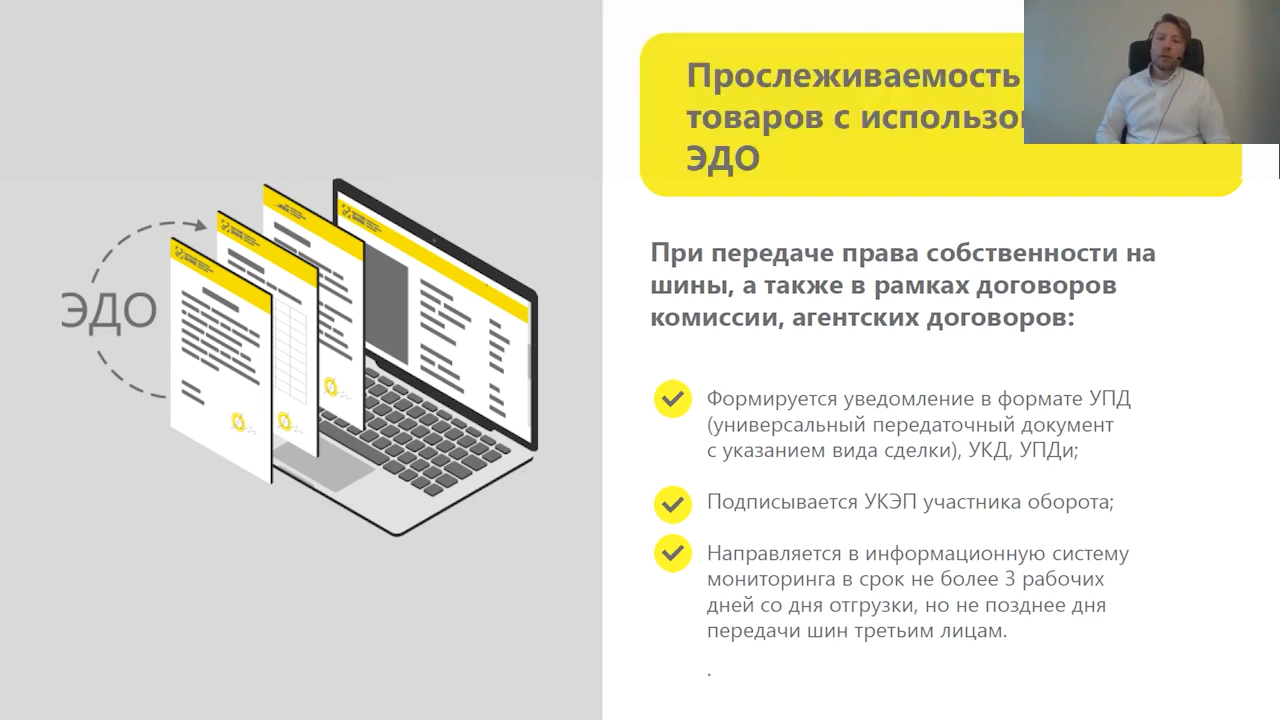 Прослеживаемость
товаров с
ЭДО
При передаче права собственности на
шины, а также в рамках договоров
комиссии, агентских договоров:
ЭДО
Формируется уведомление в формате УПД
(универсальный передаточный документ
с указанием вида сделки), УКД, УПДи;
Подписывается УКЭП участника оборота;
Направляется в информационную систему
мониторинга в срок не более 3 рабочих
дней со дня отгрузки, но не позднее дня
передачи шин третьим лицам.
.